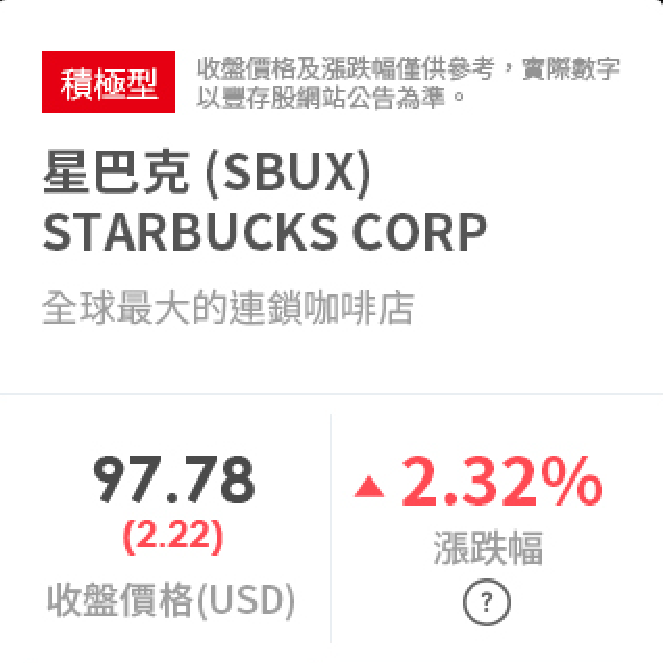 積極型
收盤價格及漲跌幅僅供參考，實際數字
以豐存股網站公告為準。
星巴克 (SBUX)
STARBUCKS CORP
全球最大的連鎖咖啡店
97.78
(2.22)
收盤價格(USD)
▲ 2.32%
漲跌幅
?